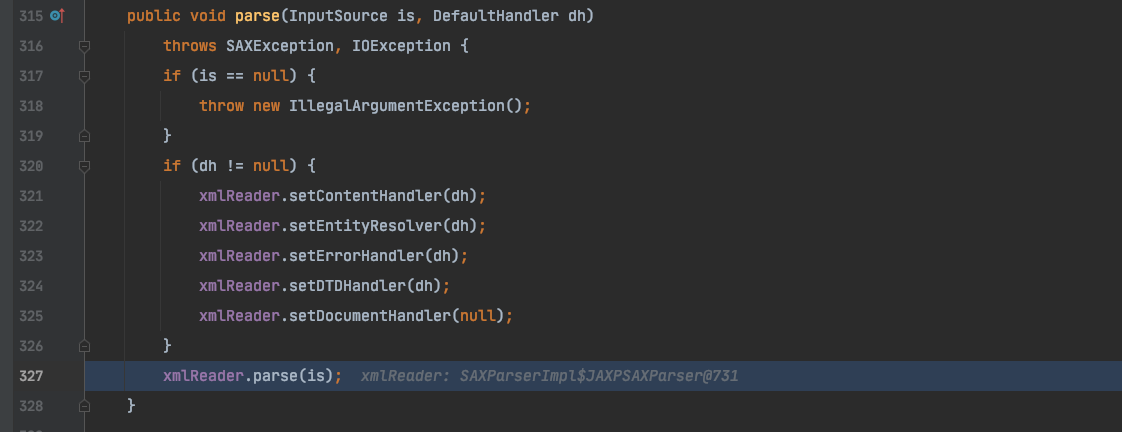 315 public void parse(InputSource is, DefaultHandler dh)
316 throws SAXException, IOException {
317 if (is == null) {
318 throw new IllegalArgumentException();
319 }
320 if (dh != null) {
321 xmlReader.setContentHandler(dh);
322 xmlReader.setEntityResolver(dh);
323 xmlReader.setErrorHandler(dh);
324 xmlReader.setDTDHandler(dh);
325 xmlReader.setDocumentHandler(null);
326 }
327 xmlReader.parse(is); xmlReader: SAXParserImpl$JAXPSAXParser@731
328 }